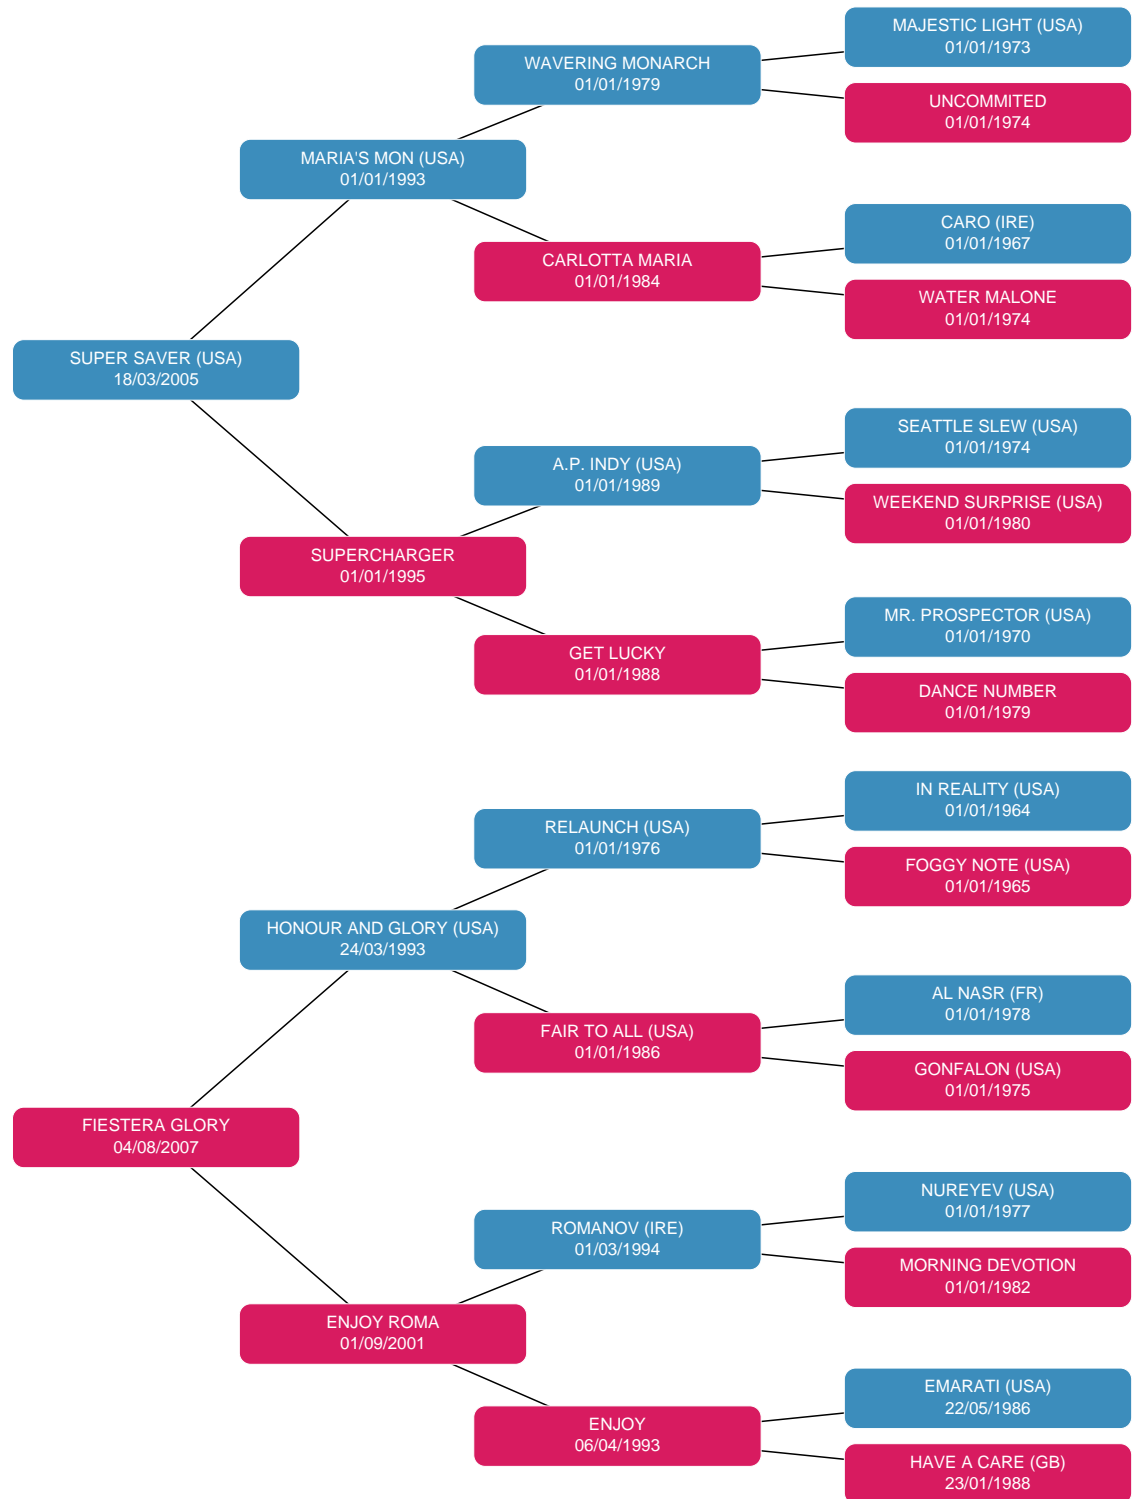 MAJESTIC LIGHT (USA)
01/01/1973
WAVERING MONARCH
01/01/1979
UNCOMMITED
01/01/1974
MARIA'S MON (USA)
01/01/1993
CARO (IRE)
01/01/1967
CARLOTTA MARIA
01/01/1984
WATER MALONE
01/01/1974
SUPER SAVER (USA)
18/03/2005
SEATTLE SLEW (USA)
01/01/1974
A.P. INDY (USA)
01/01/1989
WEEKEND SURPRISE (USA)
01/01/1980
SUPERCHARGER
01/01/1995
MR. PROSPECTOR (USA)
01/01/1970
GET LUCKY
01/01/1988
DANCE NUMBER
01/01/1979
IN REALITY (USA)
01/01/1964
RELAUNCH (USA)
01/01/1976
FOGGY NOTE (USA)
01/01/1965
HONOUR AND GLORY (USA)
24/03/1993
AL NASR (FR)
01/01/1978
FAIR TO ALL (USA)
01/01/1986
GONFALON (USA)
01/01/1975
FIESTERA GLORY
04/08/2007
NUREYEV (USA)
01/01/1977
ROMANOV (IRE)
01/03/1994
MORNING DEVOTION
01/01/1982
ENJOY ROMA
01/09/2001
EMARATI (USA)
22/05/1986
ENJOY
06/04/1993
HAVE A CARE (GB)
23/01/1988